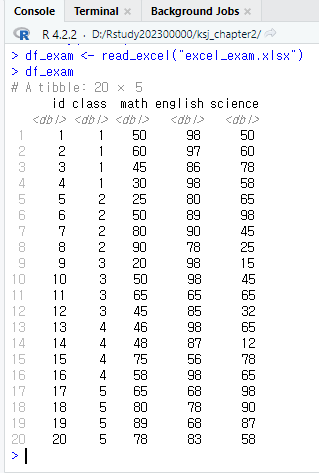 Console Terminal × Background Jobs ×
R 4.2.2 · D:/Rstudy202300000/ksj_chapter2/
> df_exam <- read_excel("excel_exam.xlsx")
> df_exam
# A tibble: 20 × 5
id class math english science
<dbl> <dbl> <dbl> <dbl> <dbl>
1 1 1 50 98 50
2 2 1 60 97 60
3 3 1 45 86 78
4 4 1 30 98 58
5 5 2 25 80 65
6 6 2 50 89 98
7 7 2 80 90 45
8 8 2 90 78 25
9 9 3 20 98 15
10 10 3 50 98 45
11 11 3 65 65 65
12 12 3 45 85 32
13 13 4 46 98 65
14 14 4 48 87 12
15 15 4 75 56 78
16 16 4 58 98 65
17 17 5 65 68 98
18 18 5 80 78 90
19 19 5 89 68 87
20 20 5 78 83 58
>